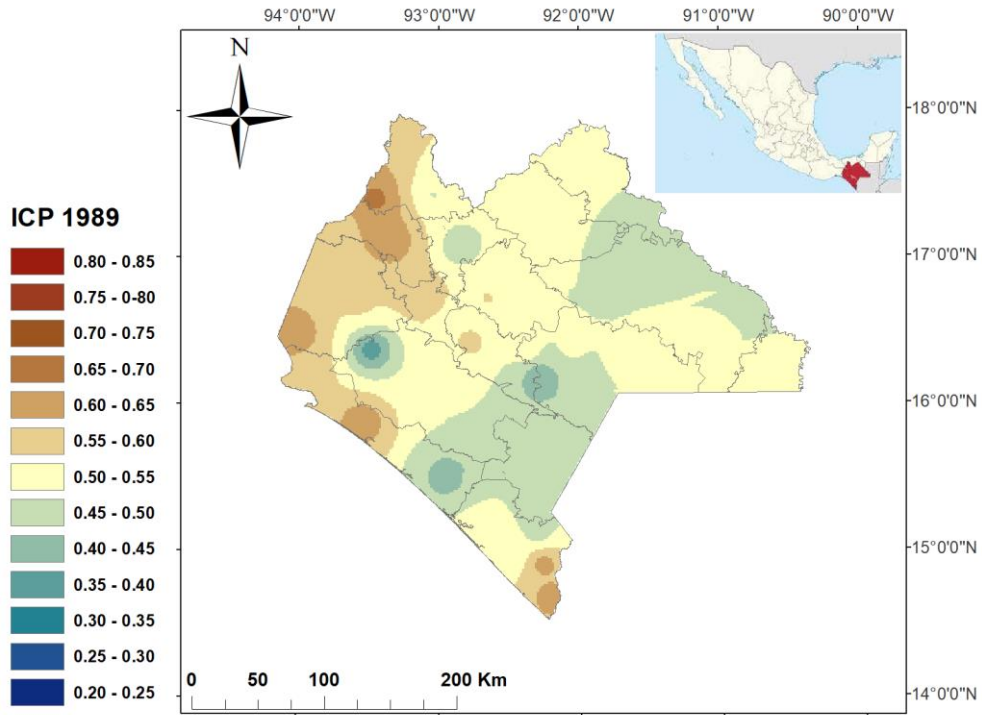 94°0'0"W 93°0'0"W 92°0'0"W 91°0'0"W 90°0'0"W
N
18°0'0"N
ICP 1989
0.80 - 0.85
0.75 - 0-80
0.70 - 0.75
0.65 - 0.70
0.60 - 0.65
0.55 - 0.60
0.50 - 0.55
0.45 - 0.50
0.40 - 0.45
0.35 - 0.40
0.30 - 0.35
0.25 - 0.30
0.20 - 0.25
17°0'0"N
16°0'0"N
15°0'0"N
14°0'0"N
0 50 100 200 Km